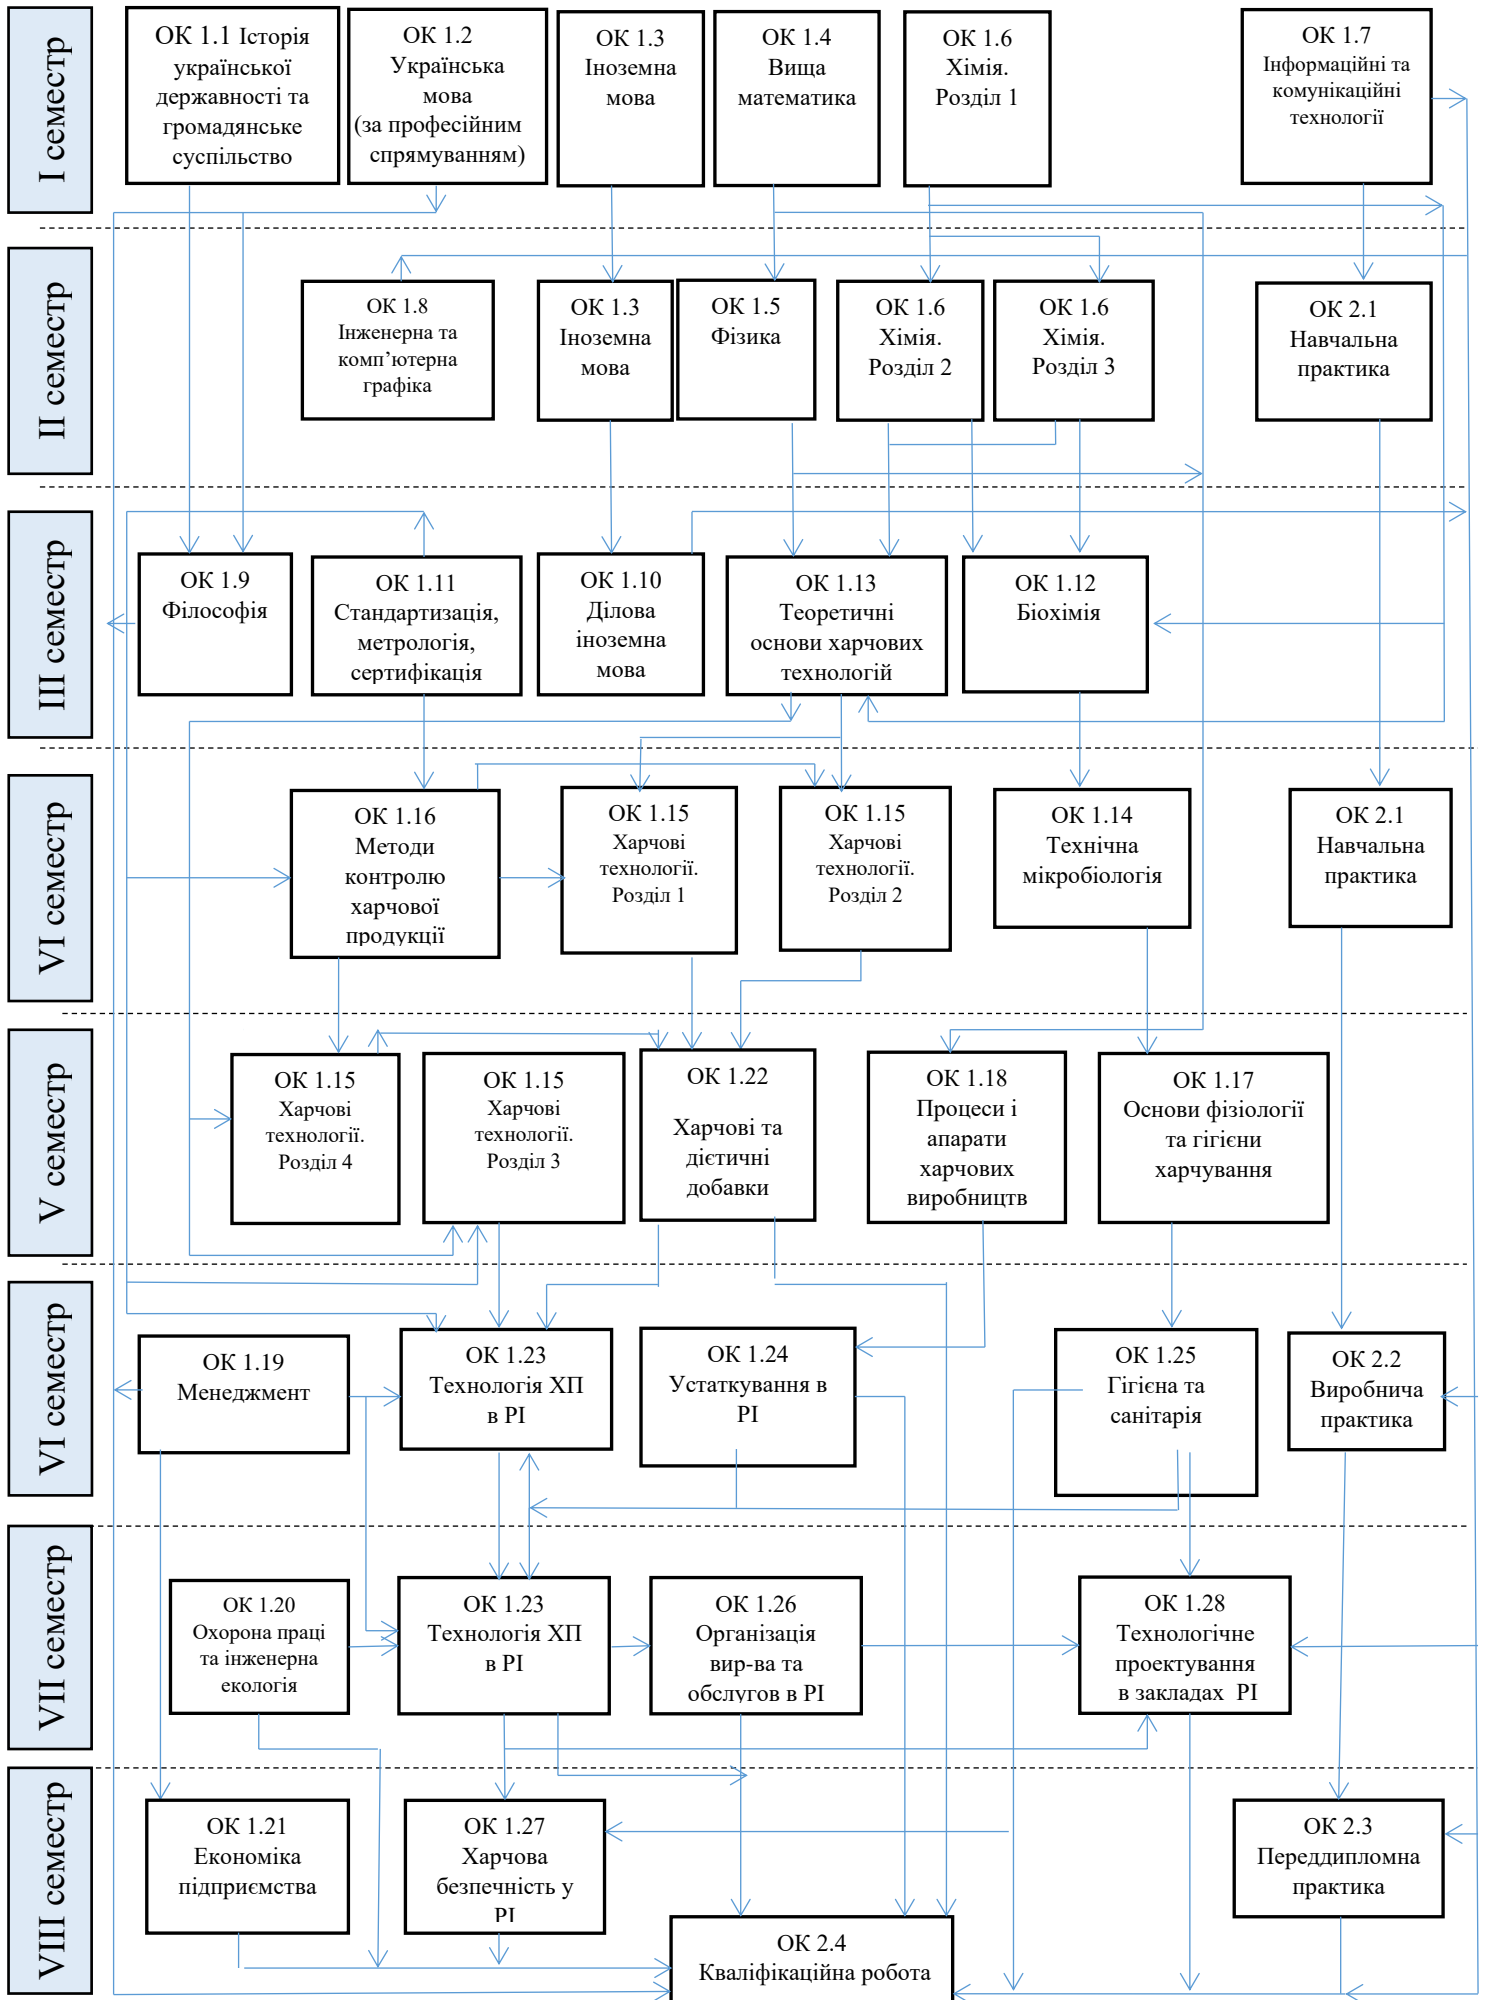 І семестр
ОК 1.1 Історія
української
державності та
громадянське
суспільство
ОК 1.2
Українська
мова
(за професійним
спрямуванням)
ОК 1.3
Іноземна
мова
ОК 1.4
Вища
математика
ОК 1.6
Хімія.
Розділ 1
ОК 1.7
Інформаційні та
комунікаційні
технології
ІІ семестр
ОК 1.8
Інженерна та
комп’ютерна
графіка
ОК 1.3
Іноземна
мова
ОК 1.5
Фізика
ОК 1.6
Хімія.
Розділ 2
ОК 1.6
Хімія.
Розділ 3
ОК 2.1
Навчальна
практика
ІІІ семестр
ОК 1.9
Філософія
ОК 1.11
Стандартизація,
метрологія,
сертифікація
ОК 1.10
Ділова
іноземна
мова
ОК 1.13
Теоретичні
основи харчових
технологій
ОК 1.12
Біохімія
VI семестр
ОК 1.16
Методи
контролю
харчової
продукції
ОК 1.15
Харчові
технології.
Розділ 1
ОК 1.15
Харчові
технології.
Розділ 2
ОК 1.14
Технічна
мікробіологія
ОК 2.1
Навчальна
практика
V семестр
ОК 1.15
Харчові
технології.
Розділ 4
ОК 1.15
Харчові
технології.
Розділ 3
ОК 1.22
Харчові та
дієтичні
добавки
ОК 1.18
Процеси і
апарати
харчових
виробництв
ОК 1.17
Основи фізіології
та гігієни
харчування
VI семестр
ОК 1.19
Менеджмент
ОК 1.23
Технологія ХП
в РІ
ОК 1.24
Устаткування в
РІ
ОК 1.25
Гігієна та
санітарія
ОК 2.2
Виробнича
практика
VII семестр
ОК 1.20
Охорона праці
та інженерна
екологія
ОК 1.23
Технологія ХП
в РІ
ОК 1.26
Організація
вир-ва та
обслугов в РІ
ОК 1.28
Технологічне
проектування
в закладах РІ
VIII семестр
ОК 1.21
Економіка
підприємства
ОК 1.27
Харчова
безпечність у
РІ
ОК 2.3
Переддипломна
практика
ОК 2.4
Кваліфікаційна робота